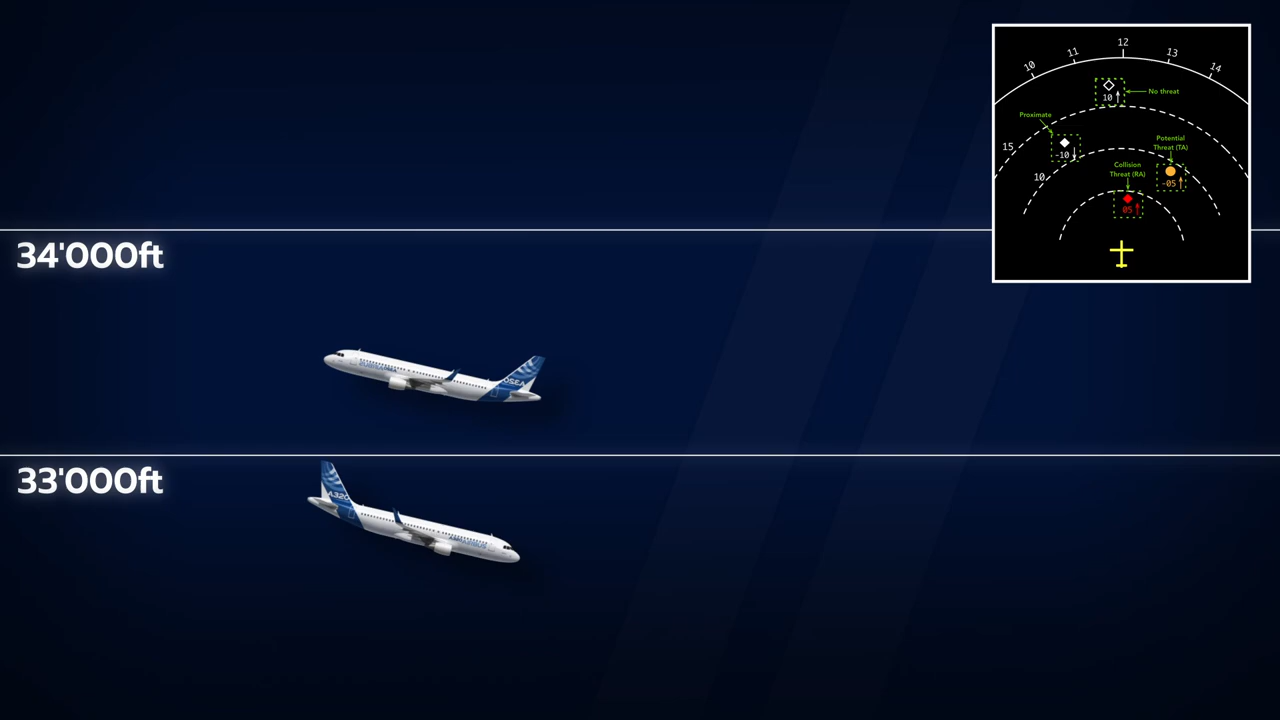 12
11
13
10
14
10
No threat
Proximate
15
-10
Potential
Threat (TA)
Collision
Threat (RA)
10
-05
05
34'000ft
33'000ft
A320